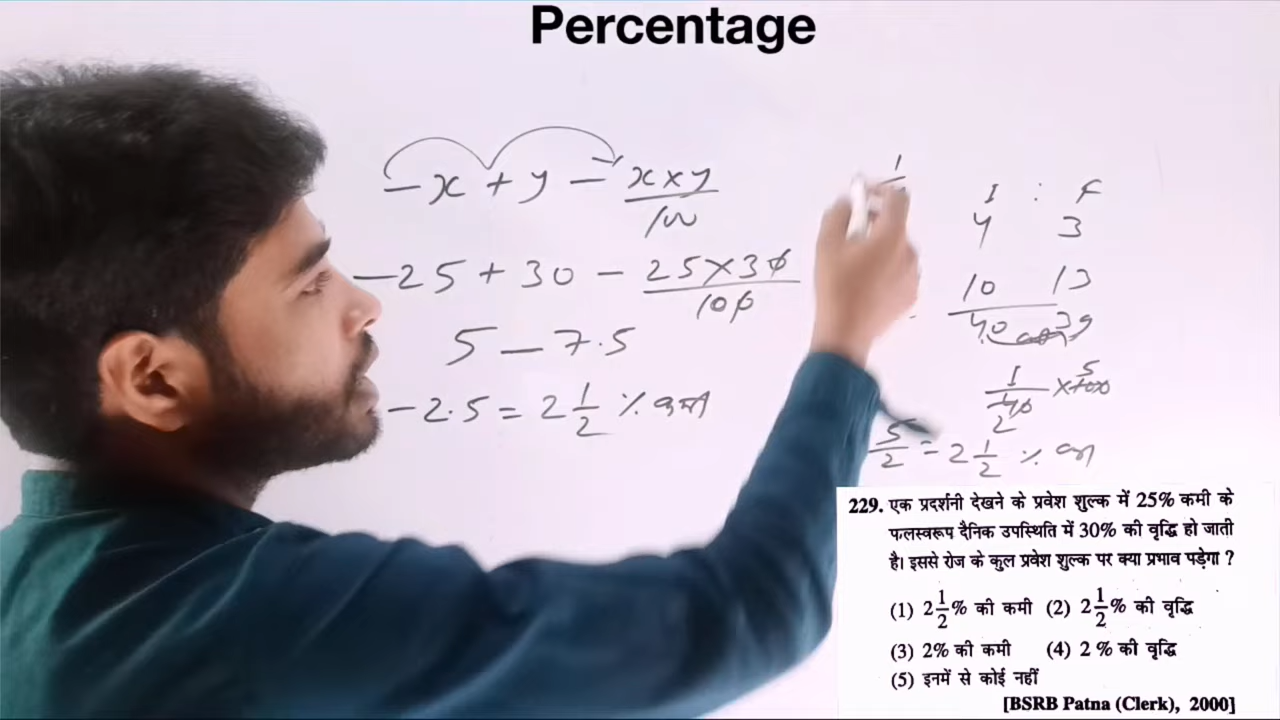 Percentage
-x + y - x×y/100
-25 + 30 - 25×30/100
5 - 7.5
-2.5 = 2 1/2 % कमी
1
I : F
4 3
10 13
40 39
1/40 × 100
5/2 = 2 1/2 %
229. एक प्रदर्शनी देखने के प्रवेश शुल्क में 25% कमी के
फलस्वरूप दैनिक उपस्थिति में 30% की वृद्धि हो जाती
है। इससे रोज के कुल प्रवेश शुल्क पर क्या प्रभाव पड़ेगा ?
(1) 2 1/2% की कमी (2) 2 1/2% की वृद्धि
(3) 2% की कमी (4) 2 % की वृद्धि
(5) इनमें से कोई नहीं
[BSRB Patna (Clerk), 2000]